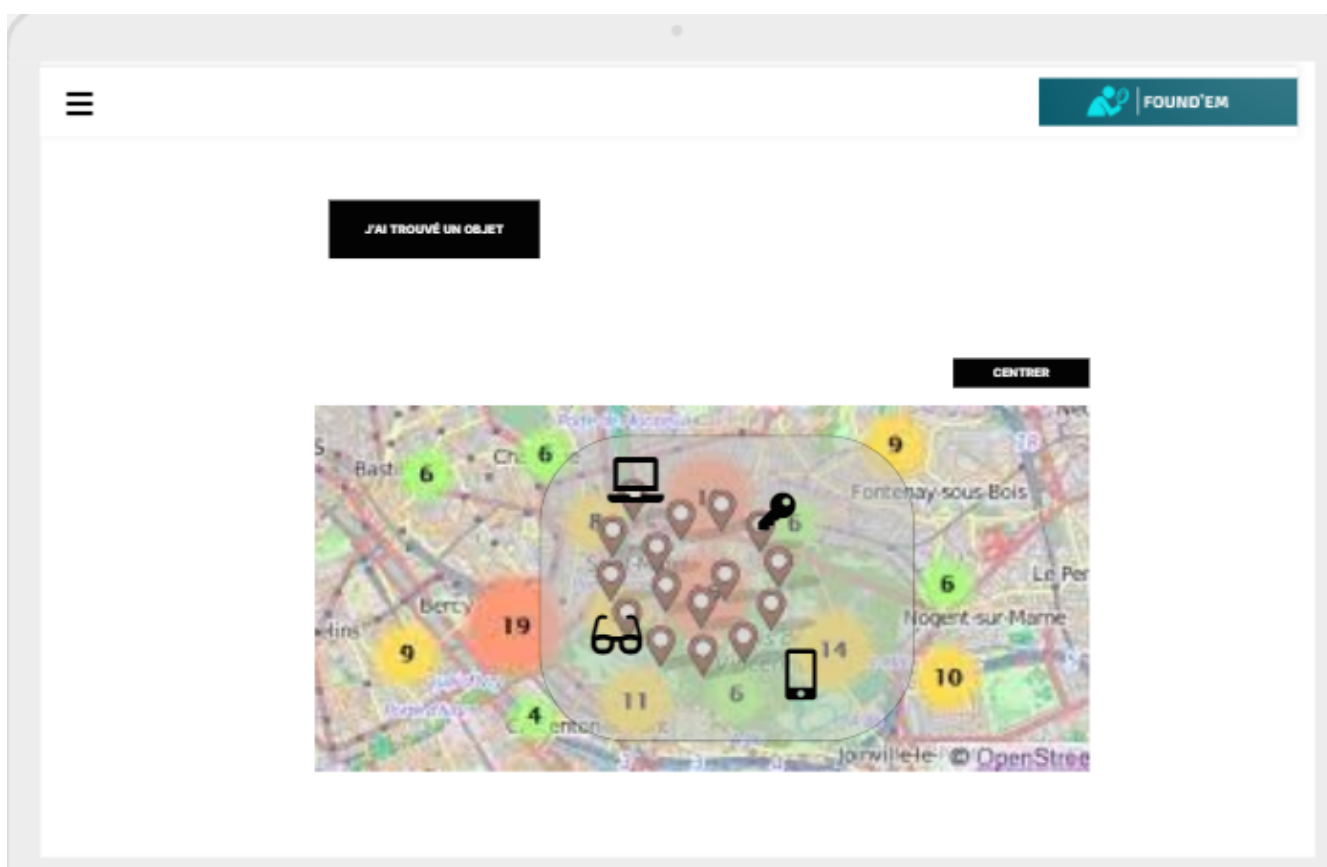 FOUND'EM
J'AI TROUVÉ UN OBJET
CENTRER
9
6
6
Fontenay-sous-Bois
8
6
6
Le Per
Bercy
19
Nogent-sur-Marne
9
14
10
11
6
4
Joinville-le-
© OpenStree